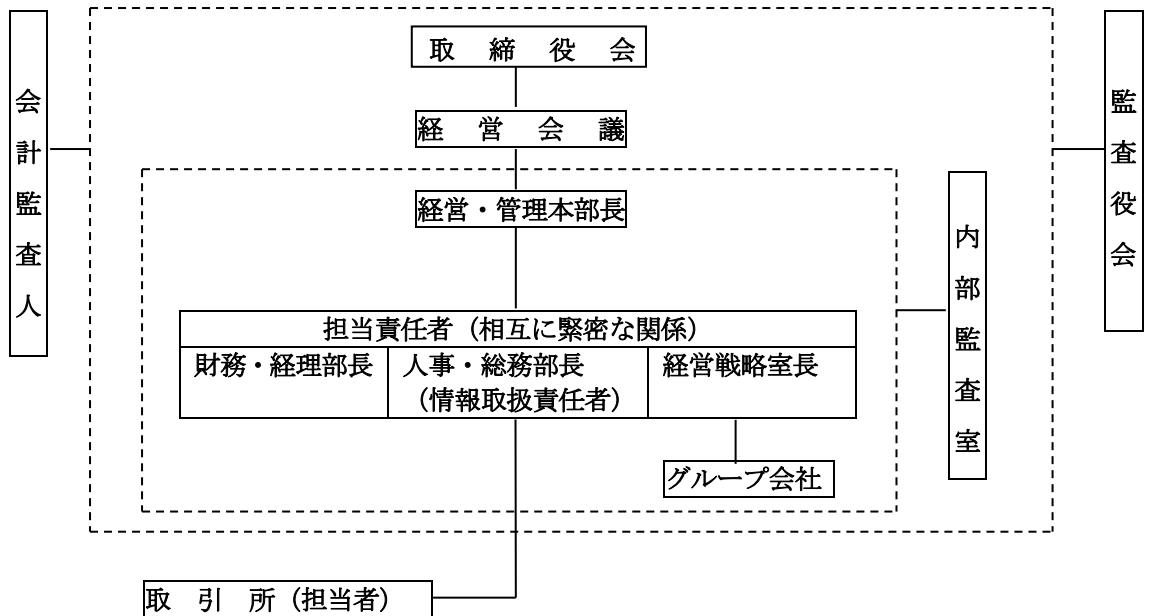 取締役会
経営会議
経営・管理本部長
担当責任者（相互に緊密な関係）
財務・経理部長
人事・総務部長
（情報取扱責任者）
経営戦略室長
グループ会社
取引所（担当者）
会計監査人
内部監査室
監査役会